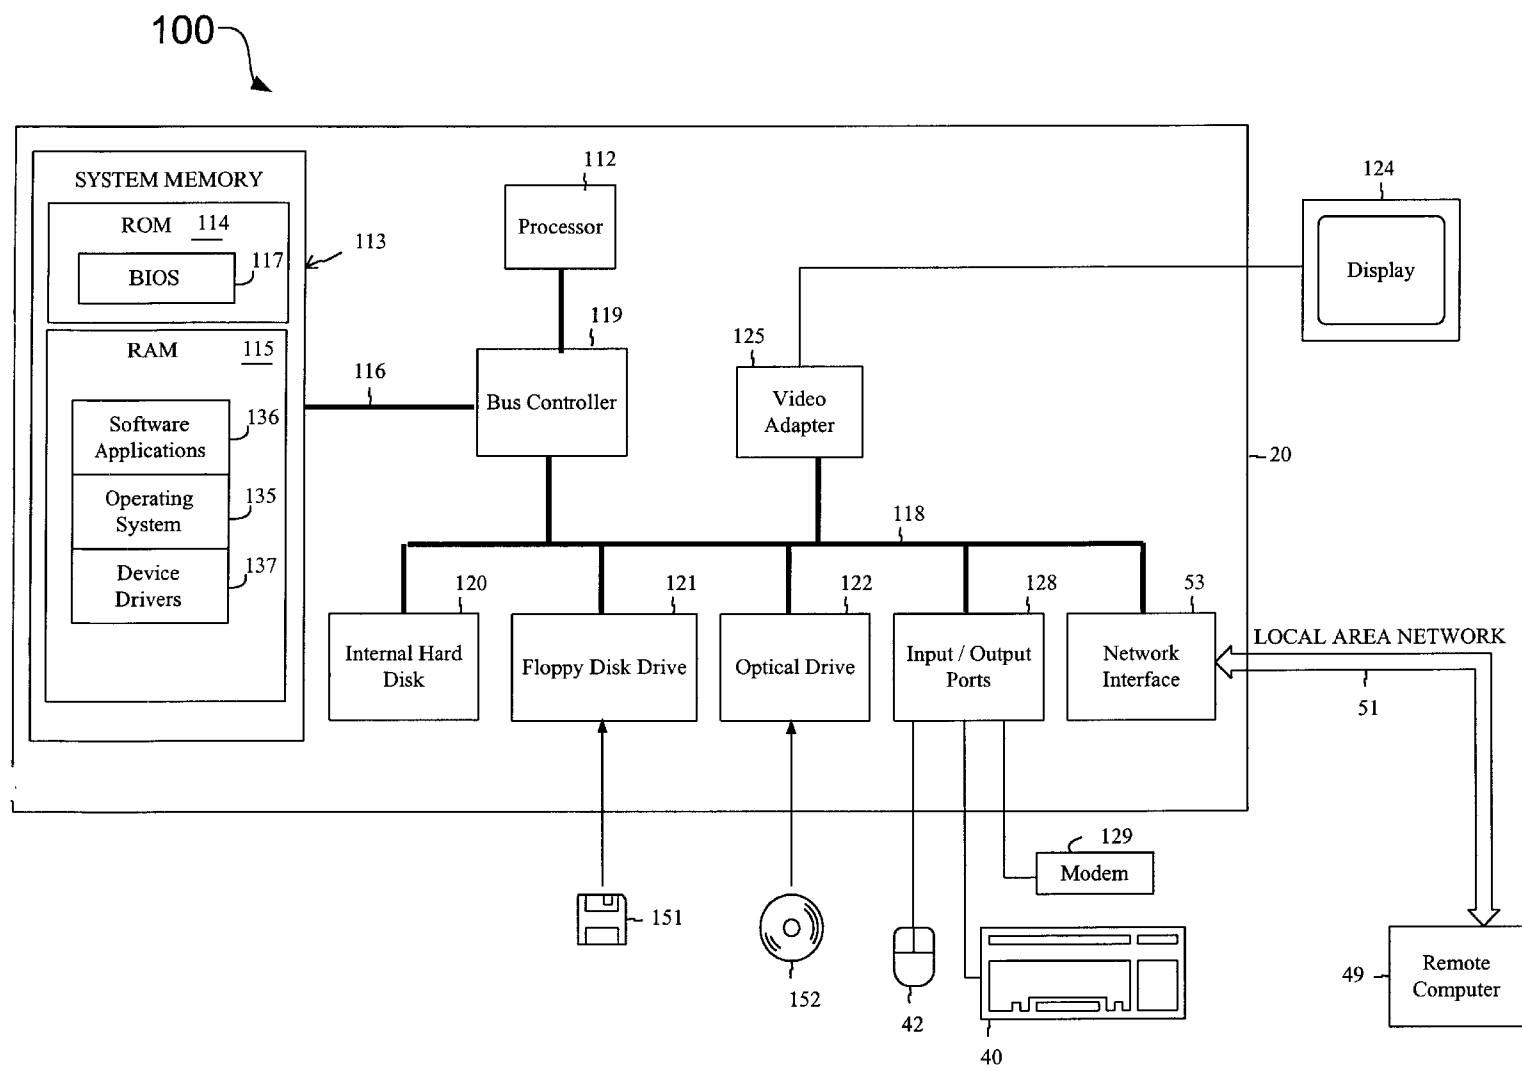 100
SYSTEM MEMORY
ROM 114
BIOS
117
113
RAM 115
Software
Applications
136
Operating
System
135
Device
Drivers
137
116
112
Processor
119
Bus Controller
125
Video
Adapter
124
Display
20
118
120
Internal Hard
Disk
121
Floppy Disk Drive
122
Optical Drive
128
Input / Output
Ports
53
Network
Interface
LOCAL AREA NETWORK
51
129
Modem
151
152
42
40
49
Remote
Computer